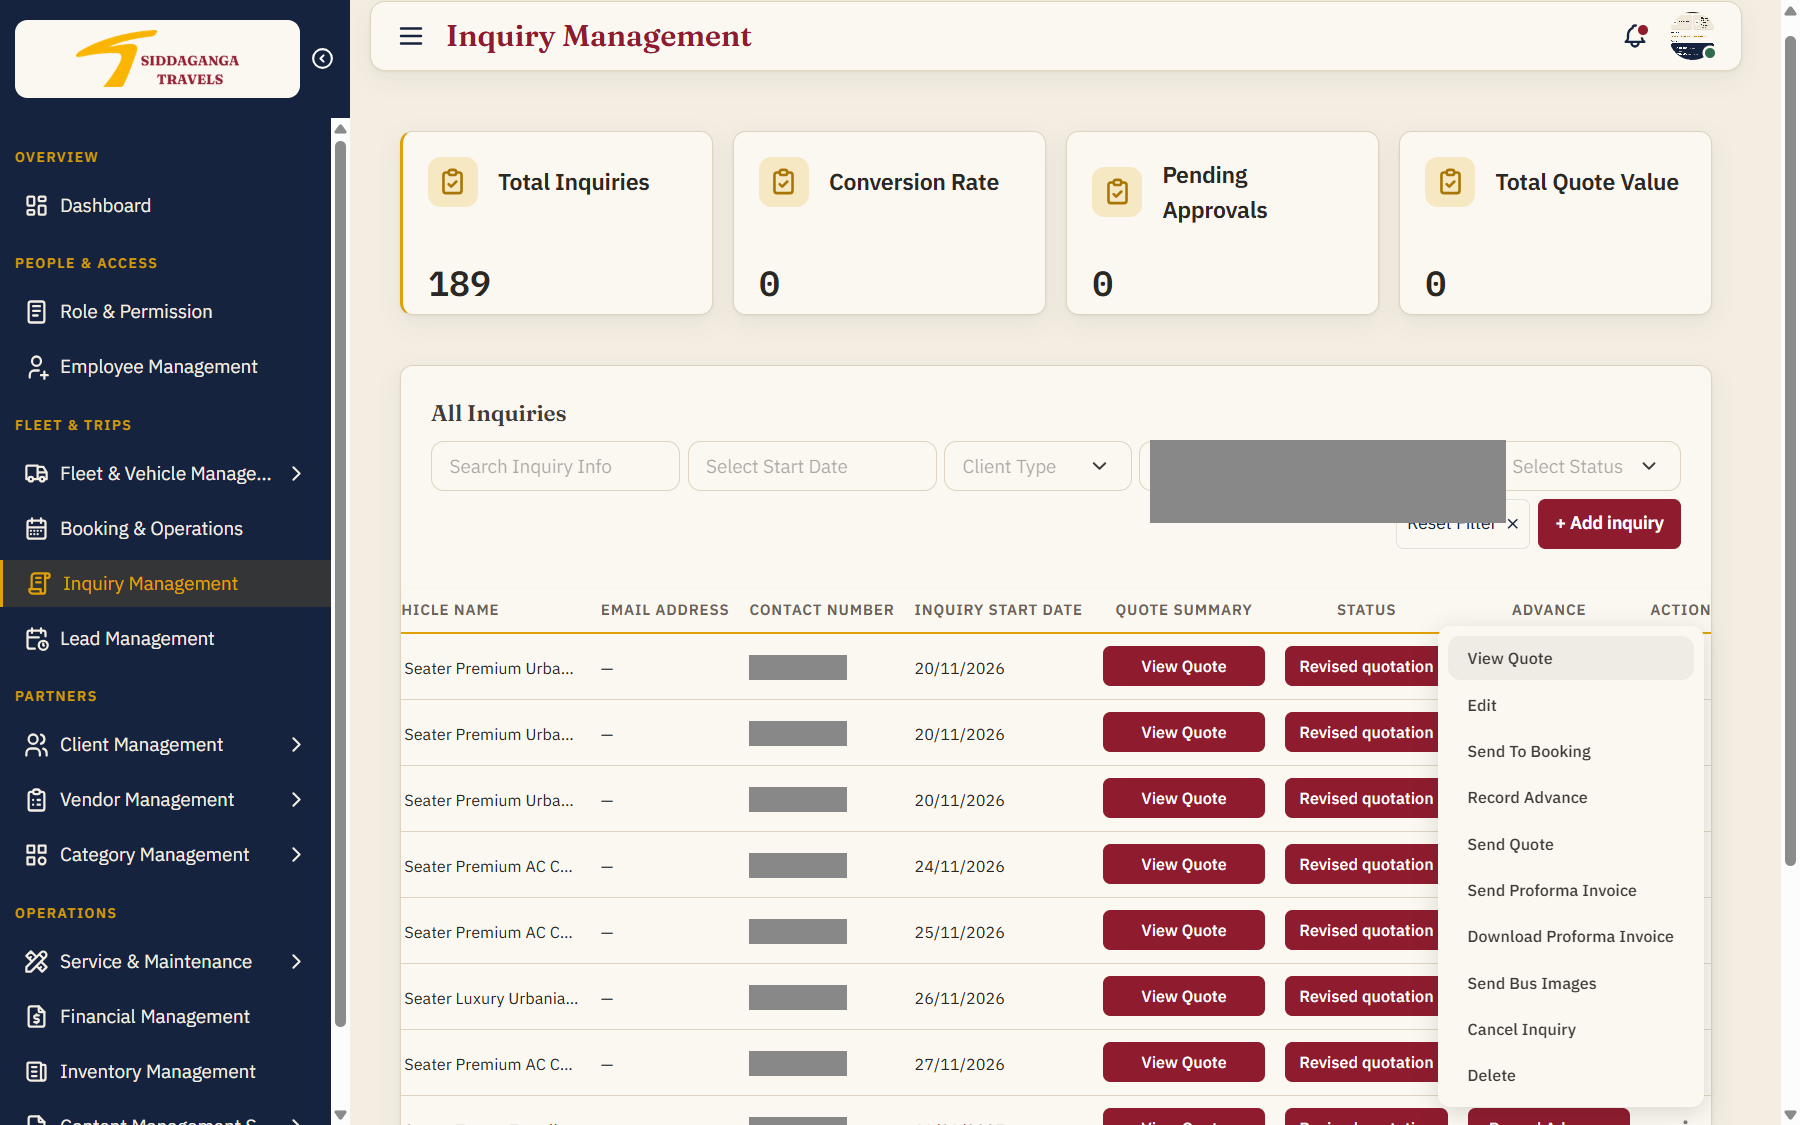 SIDDAGANGA
TRAVELS
Inquiry Management
OVERVIEW
Dashboard
PEOPLE & ACCESS
Role & Permission
Employee Management
FLEET & TRIPS
Fleet & Vehicle Manage...
Booking & Operations
Inquiry Management
Lead Management
PARTNERS
Client Management
Vendor Management
Category Management
OPERATIONS
Service & Maintenance
Financial Management
Inventory Management
Total Inquiries
189
Conversion Rate
0
Pending
Approvals
0
Total Quote Value
0
All Inquiries
Search Inquiry Info
Select Start Date
Client Type
Select Status
Reset Filter ×
+ Add inquiry
HICLE NAME EMAIL ADDRESS CONTACT NUMBER INQUIRY START DATE QUOTE SUMMARY STATUS ADVANCE ACTION
Seater Premium Urba... — 20/11/2026 View Quote Revised quotation
Seater Premium Urba... — 20/11/2026 View Quote Revised quotation
Seater Premium Urba... — 20/11/2026 View Quote Revised quotation
Seater Premium AC C... — 24/11/2026 View Quote Revised quotation
Seater Premium AC C... — 25/11/2026 View Quote Revised quotation
Seater Luxury Urbania... — 26/11/2026 View Quote Revised quotation
Seater Premium AC C... — 27/11/2026 View Quote Revised quotation
View Quote
Edit
Send To Booking
Record Advance
Send Quote
Send Proforma Invoice
Download Proforma Invoice
Send Bus Images
Cancel Inquiry
Delete